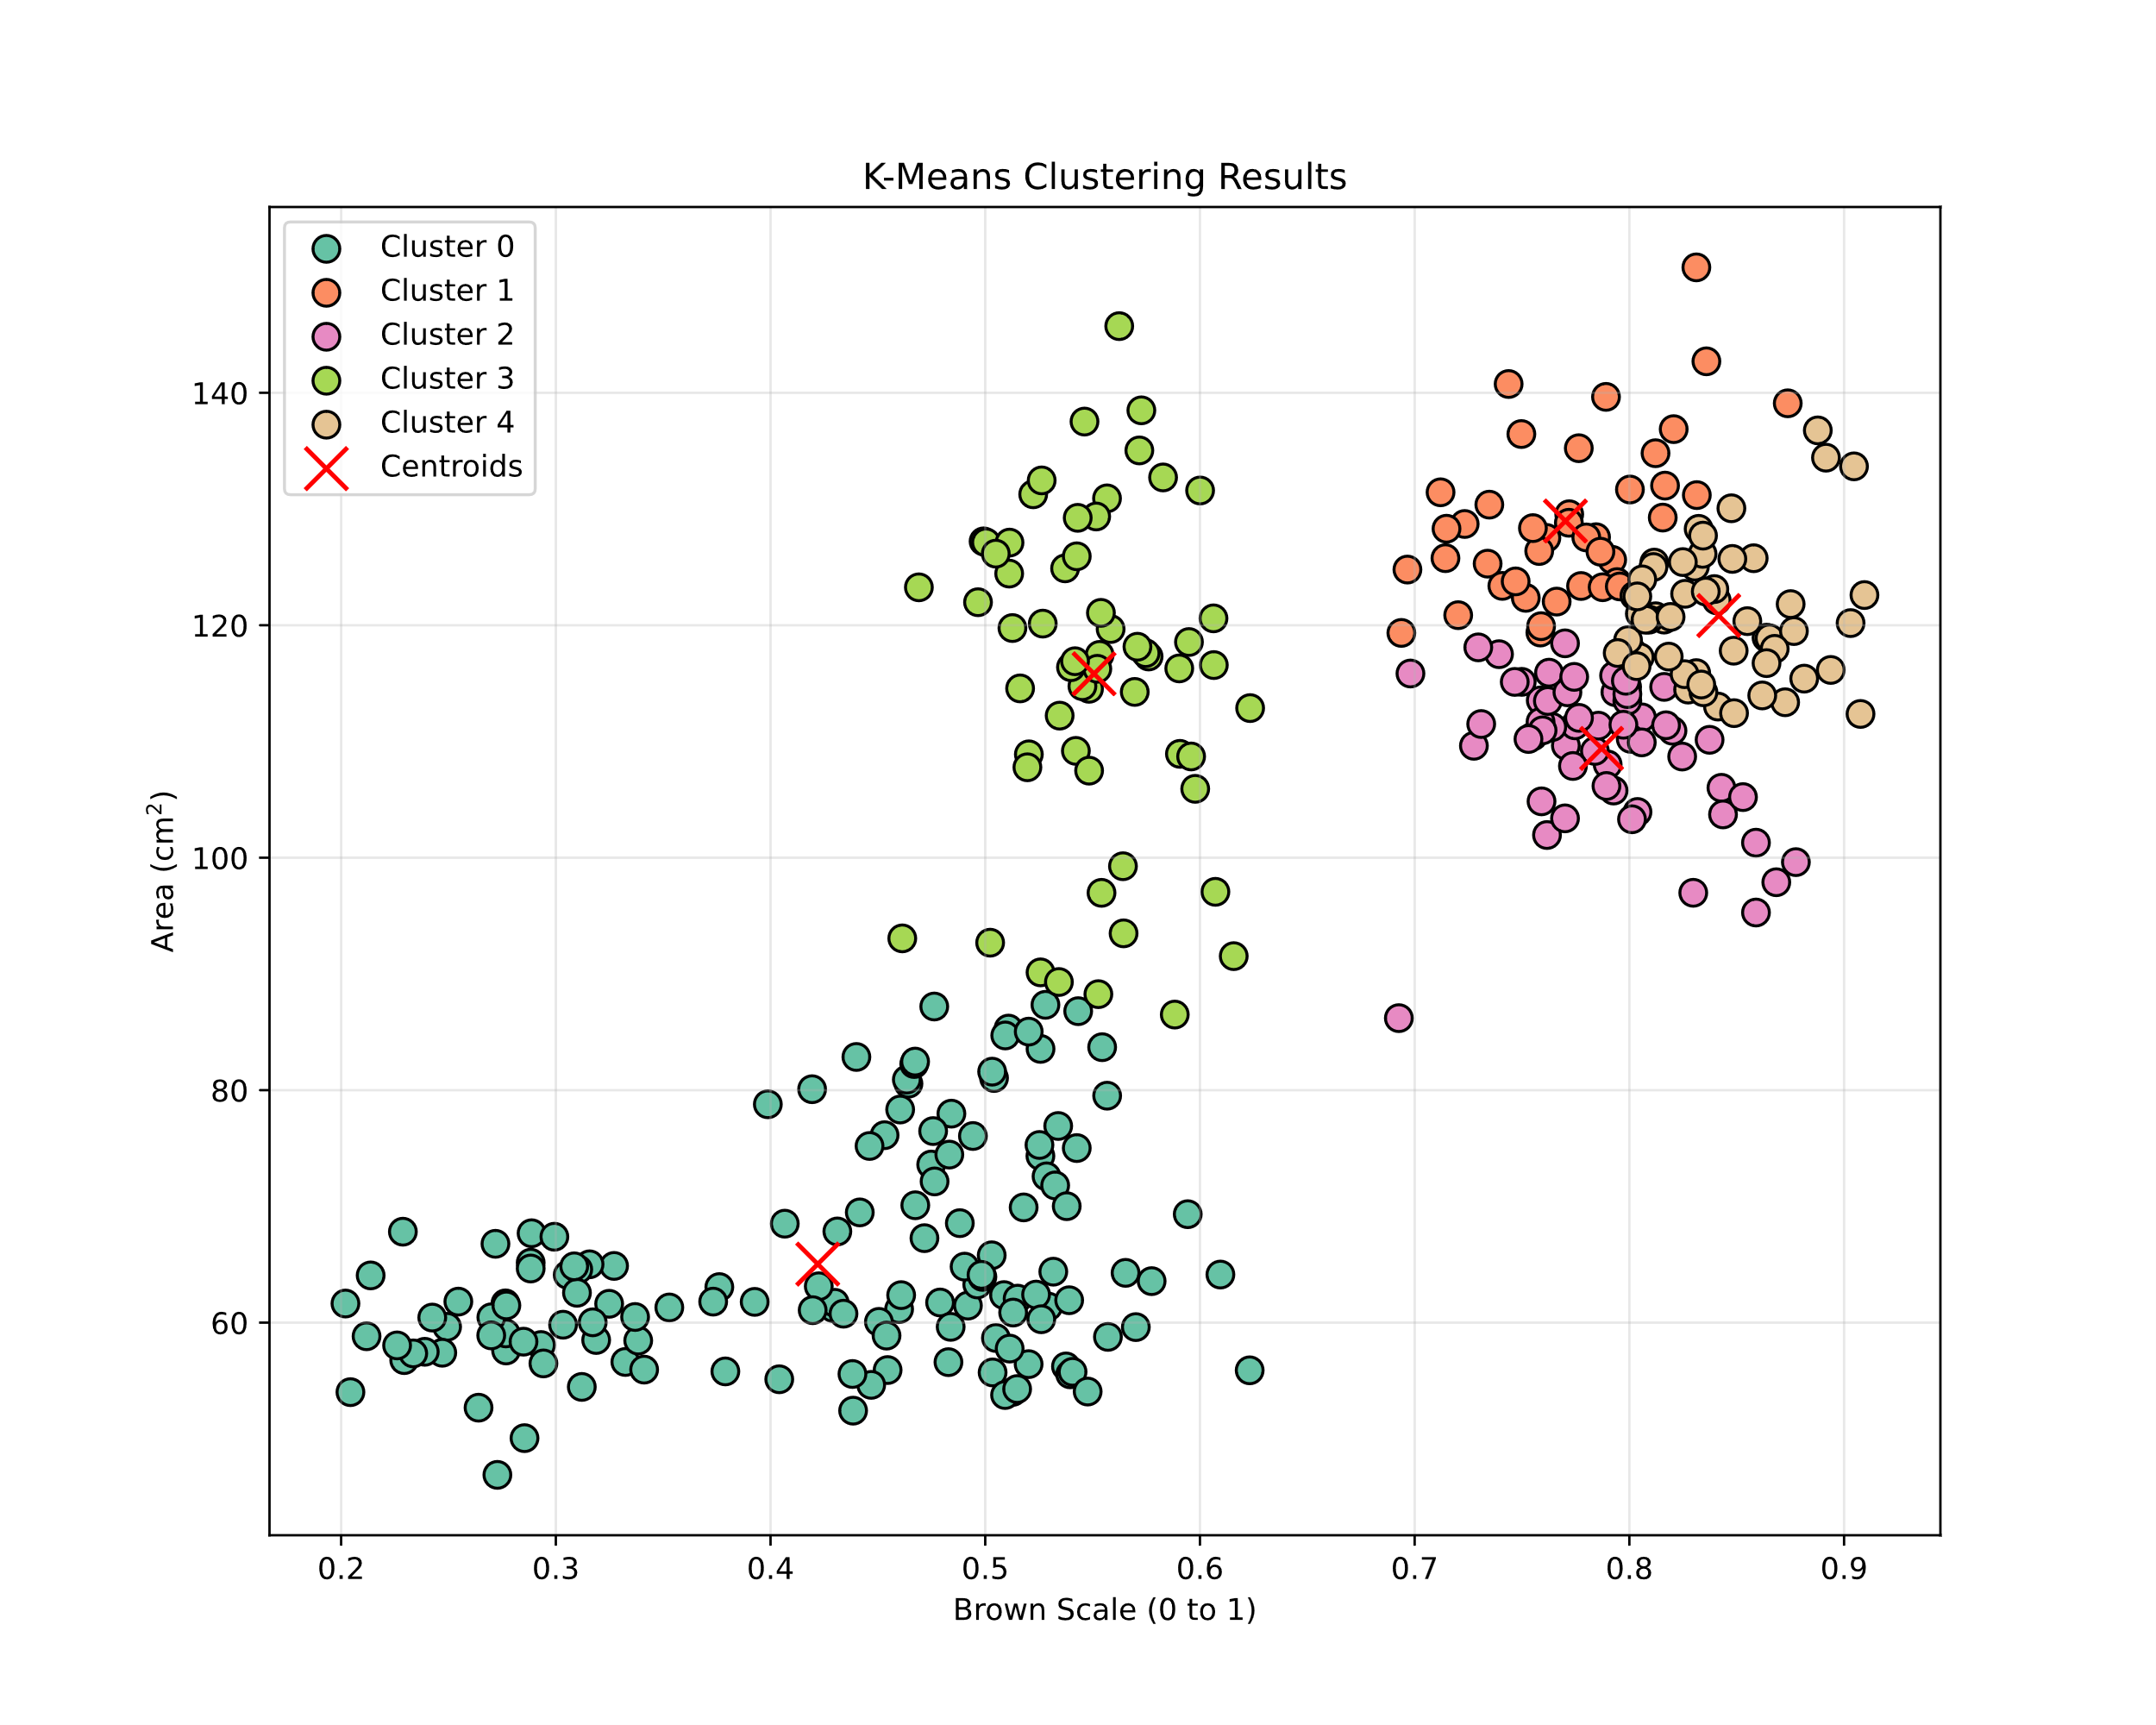 K-Means Clustering Results
Cluster 0
Cluster 1
Cluster 2
Cluster 3
Cluster 4
Centroids
140
120
100
80
60
Area (cm²)
0.2 0.3 0.4 0.5 0.6 0.7 0.8 0.9
Brown Scale (0 to 1)